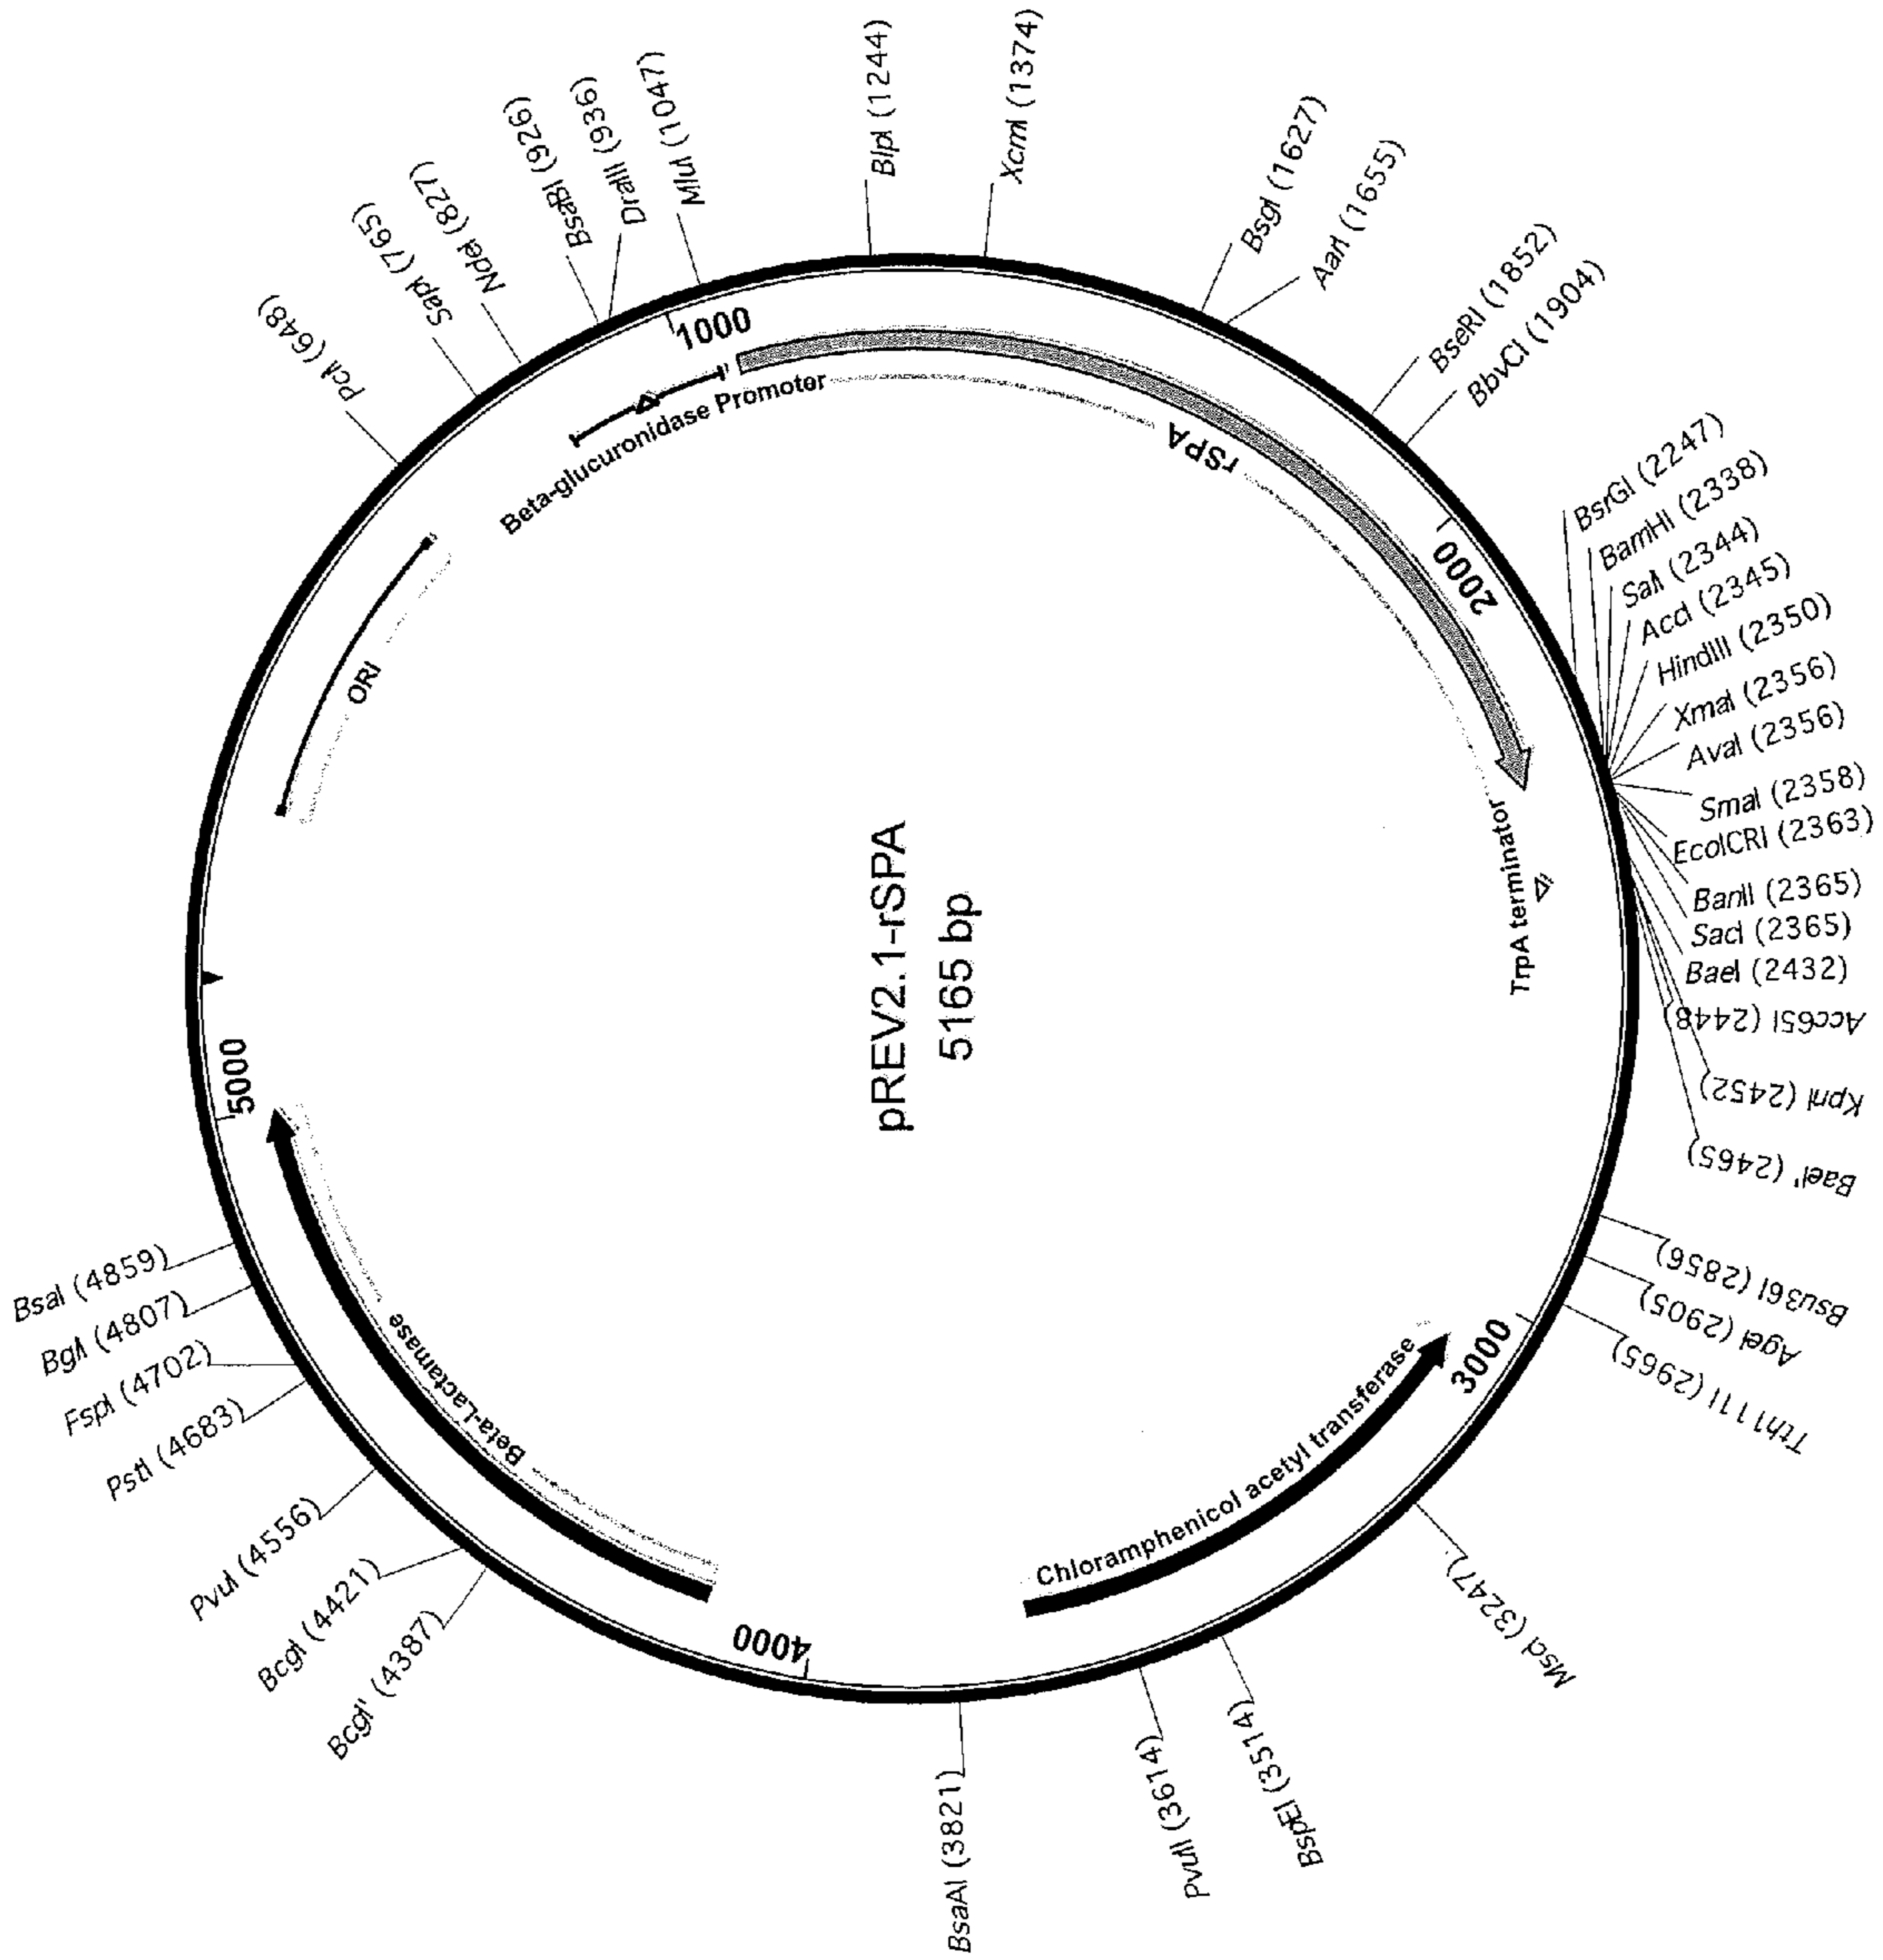 pREV2.1-rSPA
5165 bp
PciI (648)
SapI (765)
NdeI (827)
BsaBI (926)
DraIII (936)
MluI (1047)
BlpI (1244)
XcmI (1374)
BsgI (1627)
AarI (1655)
BseRI (1852)
BbvCI (1904)
BsrGI (2247)
BamHI (2338)
SalI (2344)
AccI (2345)
HindIII (2350)
XmaI (2356)
AvaI (2356)
SmaI (2358)
EcoICRI (2363)
BanII (2365)
SacI (2365)
BaeI (2432)
Acc65I (2448)
KpnI (2452)
BaeI' (2465)
Bsu36I (2856)
AgeI (2905)
Tth111I (2965)
MscI (3247)
BspEI (3514)
PvuII (3614)
BsaAI (3821)
BcgI' (4387)
BcgI (4421)
PvuI (4556)
PstI (4683)
FspI (4702)
BglI (4807)
BsaI (4859)
1000
2000
3000
4000
5000
ORI
Beta-glucuronidase Promoter
rSPA
TrpA terminator
Chloramphenicol acetyl transferase
Beta-Lactamase